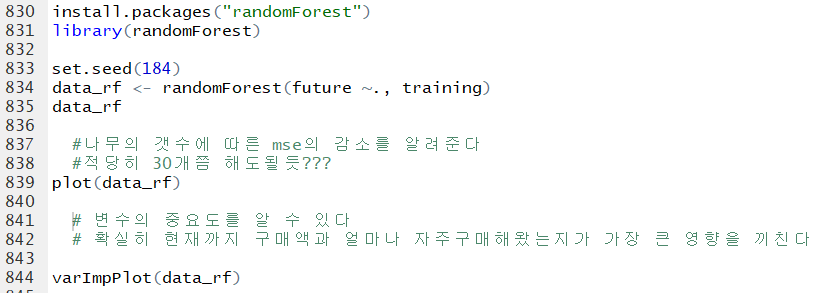 830 install.packages("randomForest")
831 library(randomForest)
832
833 set.seed(184)
834 data_rf <- randomForest(future ~., training)
835 data_rf
836
837 #나무의 갯수에 따른 mse의 감소를 알려준다
838 #적당히 30개쯤 해도될듯???
839 plot(data_rf)
840
841 # 변수의 중요도를 알 수 있다
842 # 확실히 현재까지 구매액과 얼마나 자주구매해왔는지가 가장 큰 영향을 끼친다
843
844 varImpPlot(data_rf)